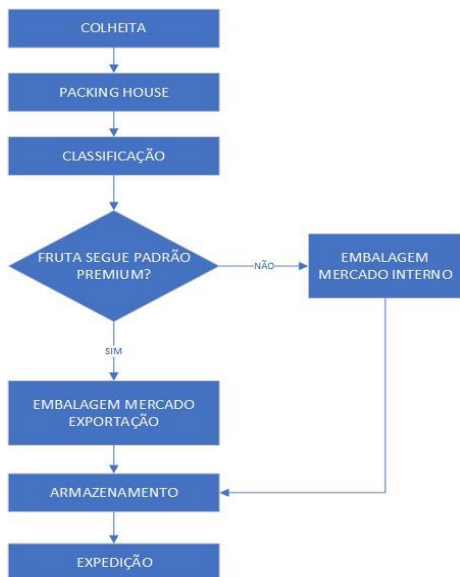 COLHEITA
PACKING HOUSE
CLASSIFICAÇÃO
FRUTA SEGUE PADRÃO
PREMIUM?
NÃO
EMBALAGEM
MERCADO INTERNO
SIM
EMBALAGEM MERCADO
EXPORTAÇÃO
ARMAZENAMENTO
EXPEDIÇÃO